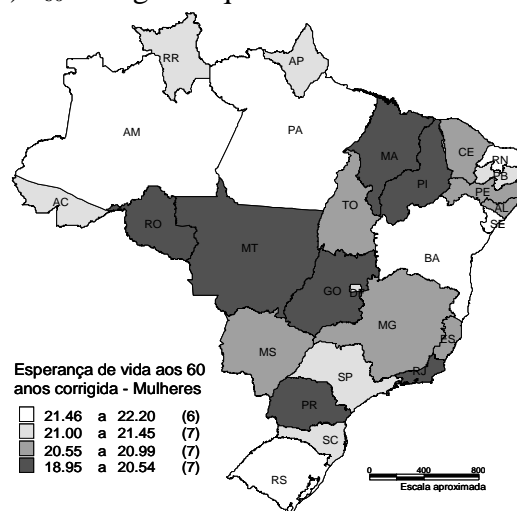 RR
AP
AM
PA
MA
CE
RN
PB
PI
PE
AL
AC
TO
SE
RO
MT
BA
GO
DF
MG
ES
MS
SP
RJ
PR
SC
RS
Esperança de vida aos 60
anos corrigida - Mulheres
21.46 a 22.20 (6)
21.00 a 21.45 (7)
20.55 a 20.99 (7)
18.95 a 20.54 (7)
0 400 800
Escala aproximada